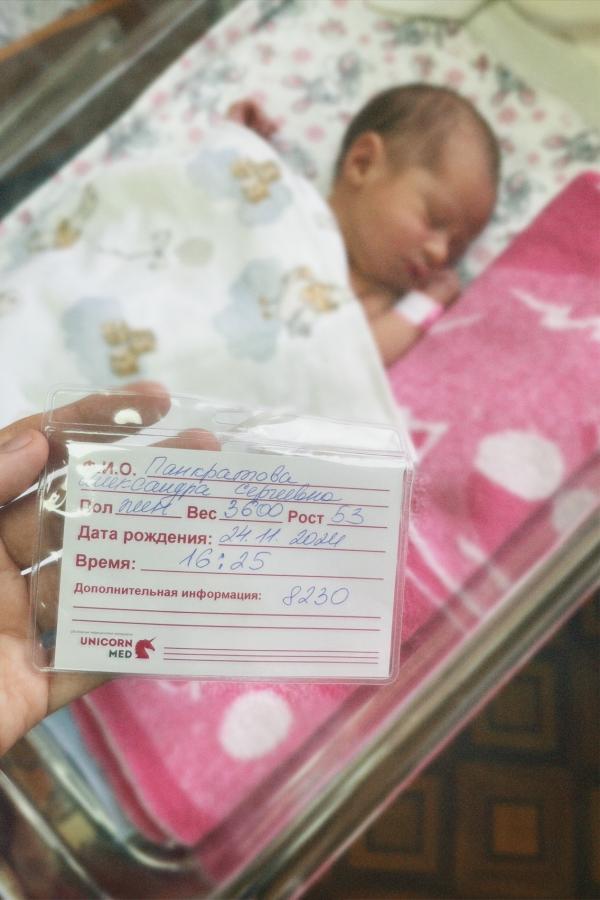 Ф.И.О. Панкратова
Александра Сергеевна
Пол жен Вес 3600 Рост 53
Дата рождения: 24.11.2024
Время: 16:25
Дополнительная информация: 8230
UNICORN
MED